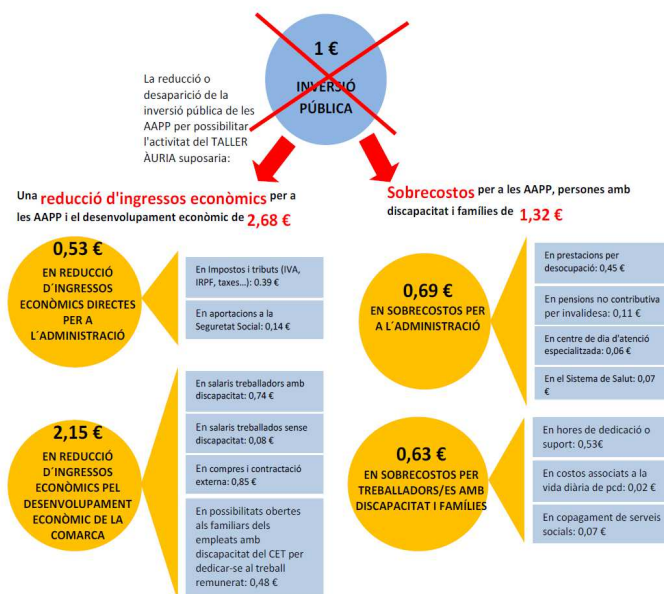 1 €
INVERSIÓ
PÚBLICA
La reducció o
desaparició de la
inversió pública de les
AAPP per possibilitar
l'activitat del TALLER
ÀURIA suposaria:
Una reducció d'ingressos econòmics per a
les AAPP i el desenvolupament econòmic de 2,68 €
0,53 €
EN REDUCCIÓ
D´INGRESSOS
ECONÒMICS DIRECTES
PER A
L´ADMINISTRACIÓ
En Impostos i tributs (IVA,
IRPF, taxes...): 0.39 €
En aportacions a la
Seguretat Social: 0,14 €
2,15 €
EN REDUCCIÓ
D´INGRESSOS
ECONÒMICS PEL
DESENVOLUPAMENT
ECONÒMIC DE LA
COMARCA
En salaris treballadors amb
discapacitat: 0,74 €
En salaris treballados sense
discapacitat: 0,08 €
En compres i contractació
externa: 0,85 €
En possibilitats obertes
als familiars dels
empleats amb
discapacitat del CET per
dedicar-se al treball
remunerat: 0,48 €
Sobrecostos per a les AAPP, persones amb
discapacitat i famílies de 1,32 €
0,69 €
EN SOBRECOSTOS PER
A L´ADMINISTRACIÓ
En prestacions per
desocupació: 0,45 €
En pensions no contributiva
per invalidesa: 0,11 €
En centre de dia d'atenció
especialitzada: 0,06 €
En el Sistema de Salut: 0,07
€
0,63 €
EN SOBRECOSTOS PER
TREBALLADORS/ES AMB
DISCAPACITAT I FAMÍLIES
En hores de dedicació o
suport: 0,53€
En costos associats a la
vida diària de pcd: 0,02 €
En copagament de serveis
socials: 0,07 €